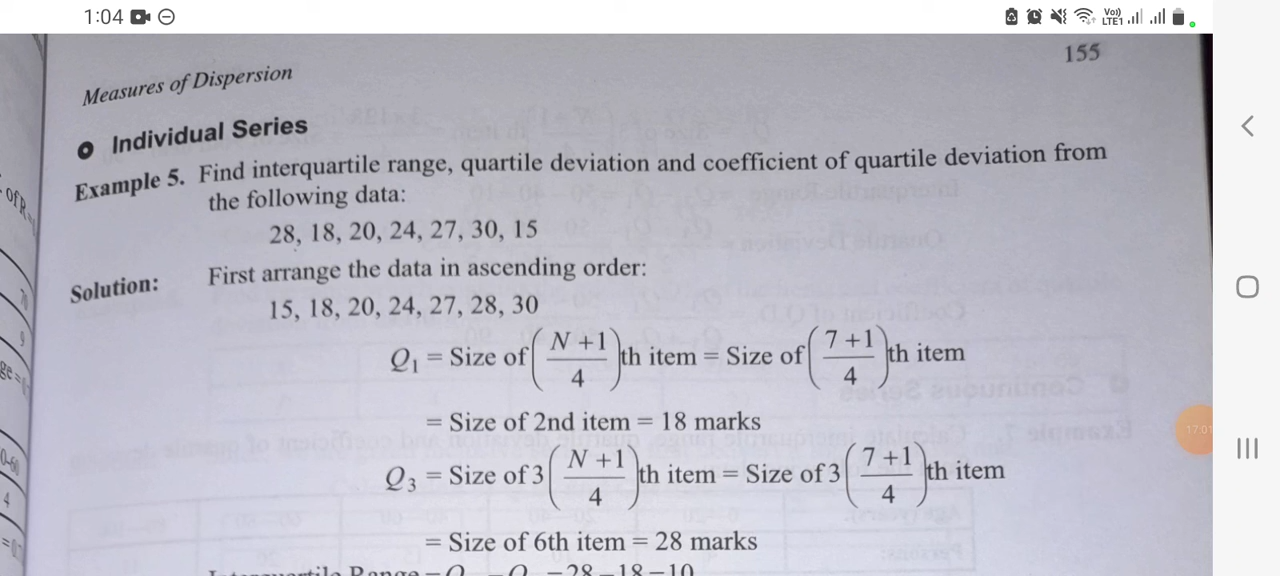 1:04
Vo))
LTE1
155
Measures of Dispersion
Individual Series
Example 5. Find interquartile range, quartile deviation and coefficient of quartile deviation from
the following data:
28, 18, 20, 24, 27, 30, 15
Solution: First arrange the data in ascending order:
15, 18, 20, 24, 27, 28, 30
Q₁ = Size of (N + 1 / 4)th item = Size of (7 + 1 / 4)th item
= Size of 2nd item = 18 marks
Q₃ = Size of 3(N + 1 / 4)th item = Size of 3(7 + 1 / 4)th item
= Size of 6th item = 28 marks
17:01